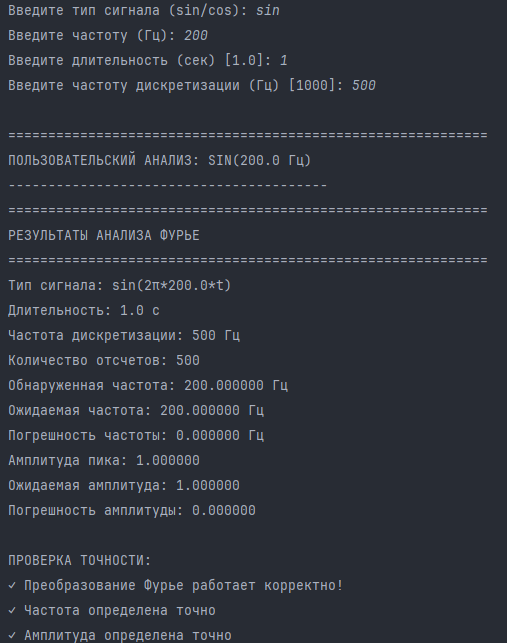 Введите тип сигнала (sin/cos): sin
Введите частоту (Гц): 200
Введите длительность (сек) [1.0]: 1
Введите частоту дискретизации (Гц) [1000]: 500
============================================================
ПОЛЬЗОВАТЕЛЬСКИЙ АНАЛИЗ: SIN(200.0 Гц)
----------------------------------------
============================================================
РЕЗУЛЬТАТЫ АНАЛИЗА ФУРЬЕ
============================================================
Тип сигнала: sin(2π*200.0*t)
Длительность: 1.0 с
Частота дискретизации: 500 Гц
Количество отсчетов: 500
Обнаруженная частота: 200.000000 Гц
Ожидаемая частота: 200.000000 Гц
Погрешность частоты: 0.000000 Гц
Амплитуда пика: 1.000000
Ожидаемая амплитуда: 1.000000
Погрешность амплитуды: 0.000000
ПРОВЕРКА ТОЧНОСТИ:
✓ Преобразование Фурье работает корректно!
✓ Частота определена точно
✓ Амплитуда определена точно